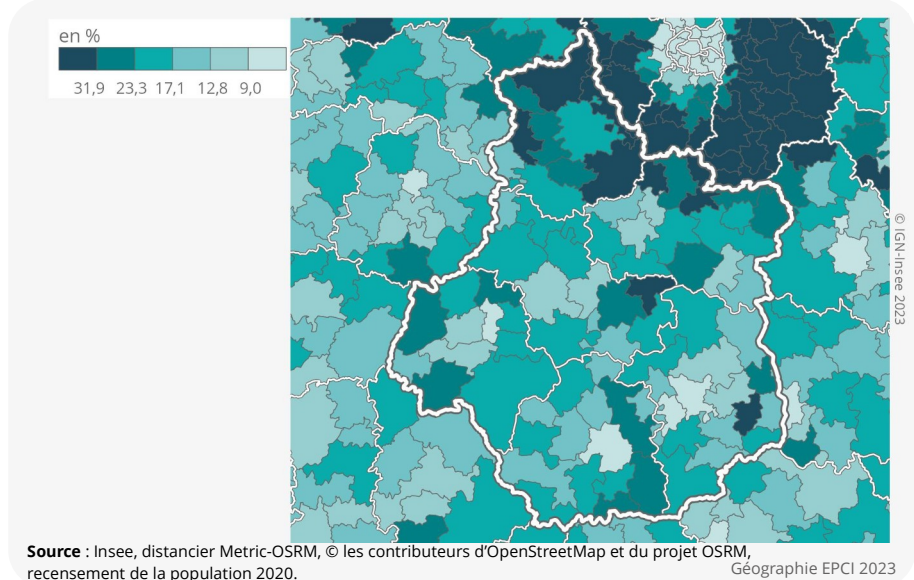 en %
31,9 23,3 17,1 12,8 9,0
© IGN-Insee 2023
Source : Insee, distancier Metric-OSRM, © les contributeurs d’OpenStreetMap et du projet OSRM,
recensement de la population 2020.
Géographie EPCI 2023